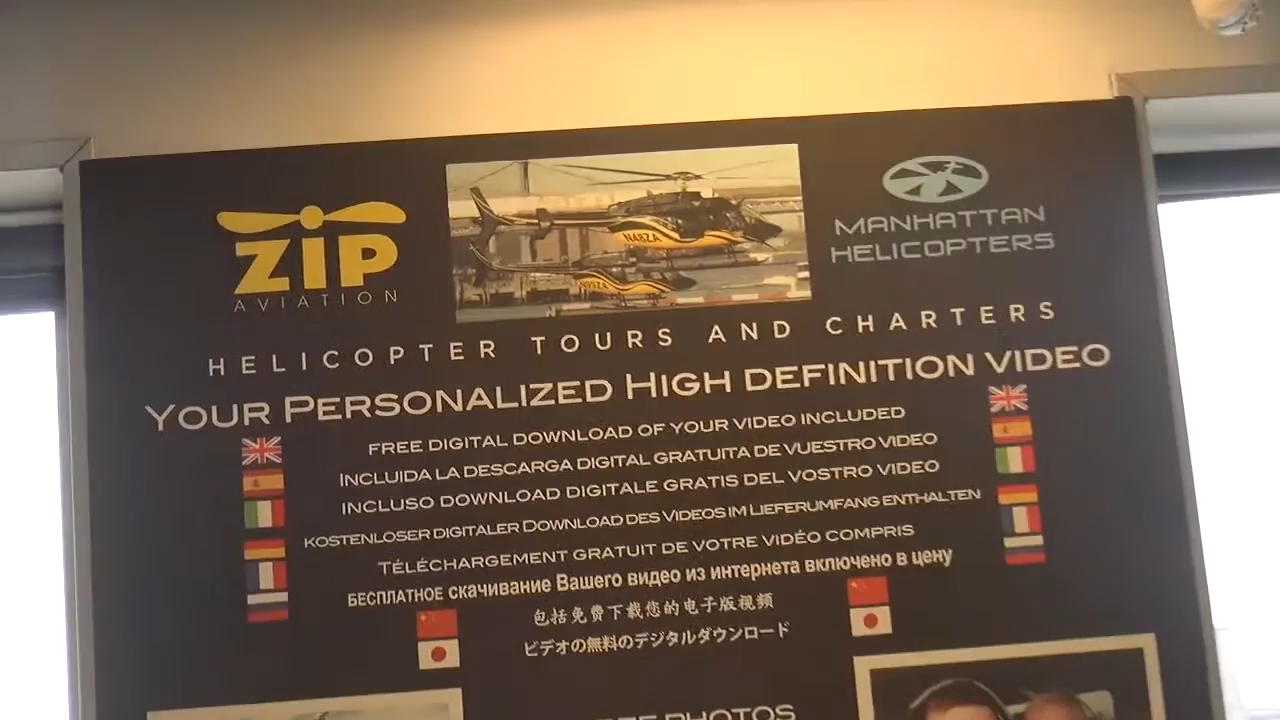 ZIP
AVIATION
N48ZA
MANHATTAN
HELICOPTERS
HELICOPTER TOURS AND CHARTERS
YOUR PERSONALIZED HIGH DEFINITION VIDEO
FREE DIGITAL DOWNLOAD OF YOUR VIDEO INCLUDED
INCLUIDA LA DESCARGA DIGITAL GRATUITA DE VUESTRO VIDEO
INCLUSO DOWNLOAD DIGITALE GRATIS DEL VOSTRO VIDEO
KOSTENLOSER DIGITALER DOWNLOAD DES VIDEOS IM LIEFERUMFANG ENTHALTEN
TÉLÉCHARGEMENT GRATUIT DE VOTRE VIDÉO COMPRIS
БЕСПЛАТНОЕ скачивание Вашего видео из интернета включено в цену
包括免费下载您的电子版视频
ビデオの無料のデジタルダウンロード
PHOTOS